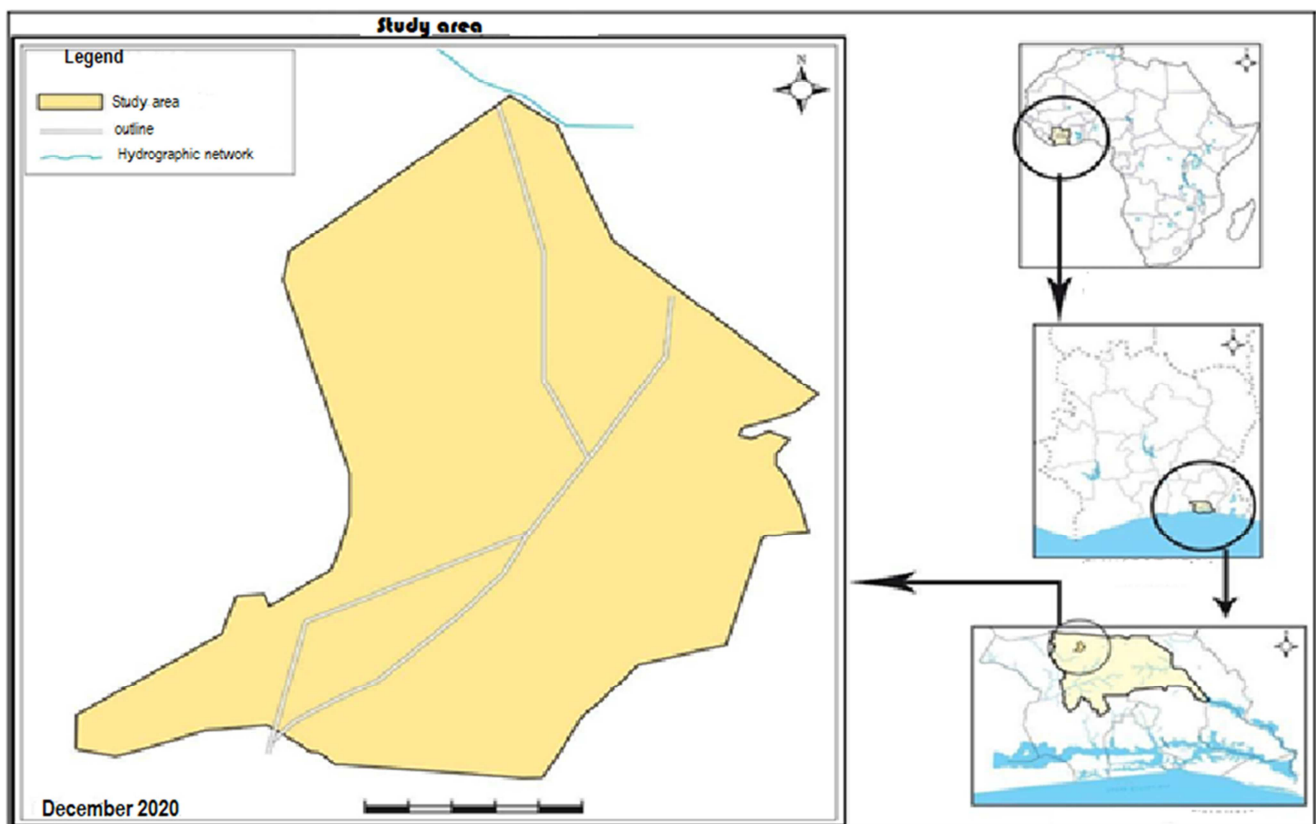 Study area
Legend
Study area
outline
Hydrographic network
N
December 2020